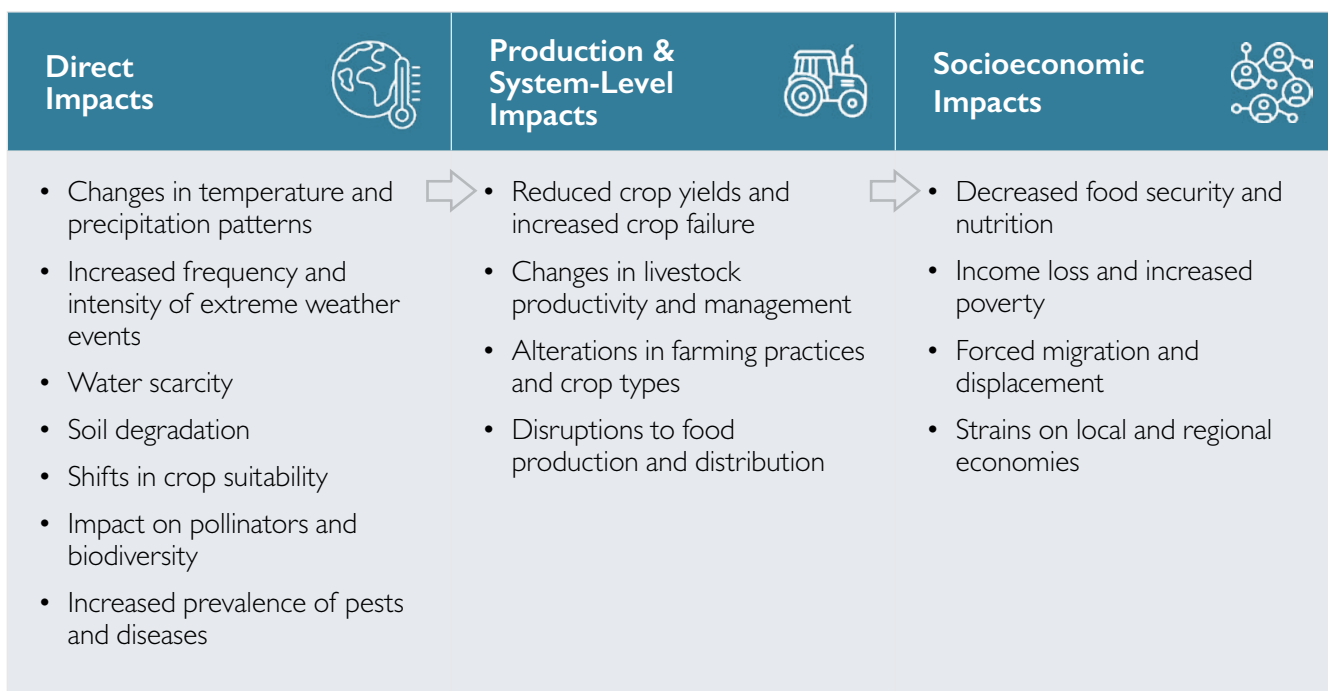 Direct
Impacts
• Changes in temperature and
precipitation patterns
• Increased frequency and
intensity of extreme weather
events
• Water scarcity
• Soil degradation
• Shifts in crop suitability
• Impact on pollinators and
biodiversity
• Increased prevalence of pests
and diseases
Production &
System-Level
Impacts
• Reduced crop yields and
increased crop failure
• Changes in livestock
productivity and management
• Alterations in farming practices
and crop types
• Disruptions to food
production and distribution
Socioeconomic
Impacts
• Decreased food security and
nutrition
• Income loss and increased
poverty
• Forced migration and
displacement
• Strains on local and regional
economies